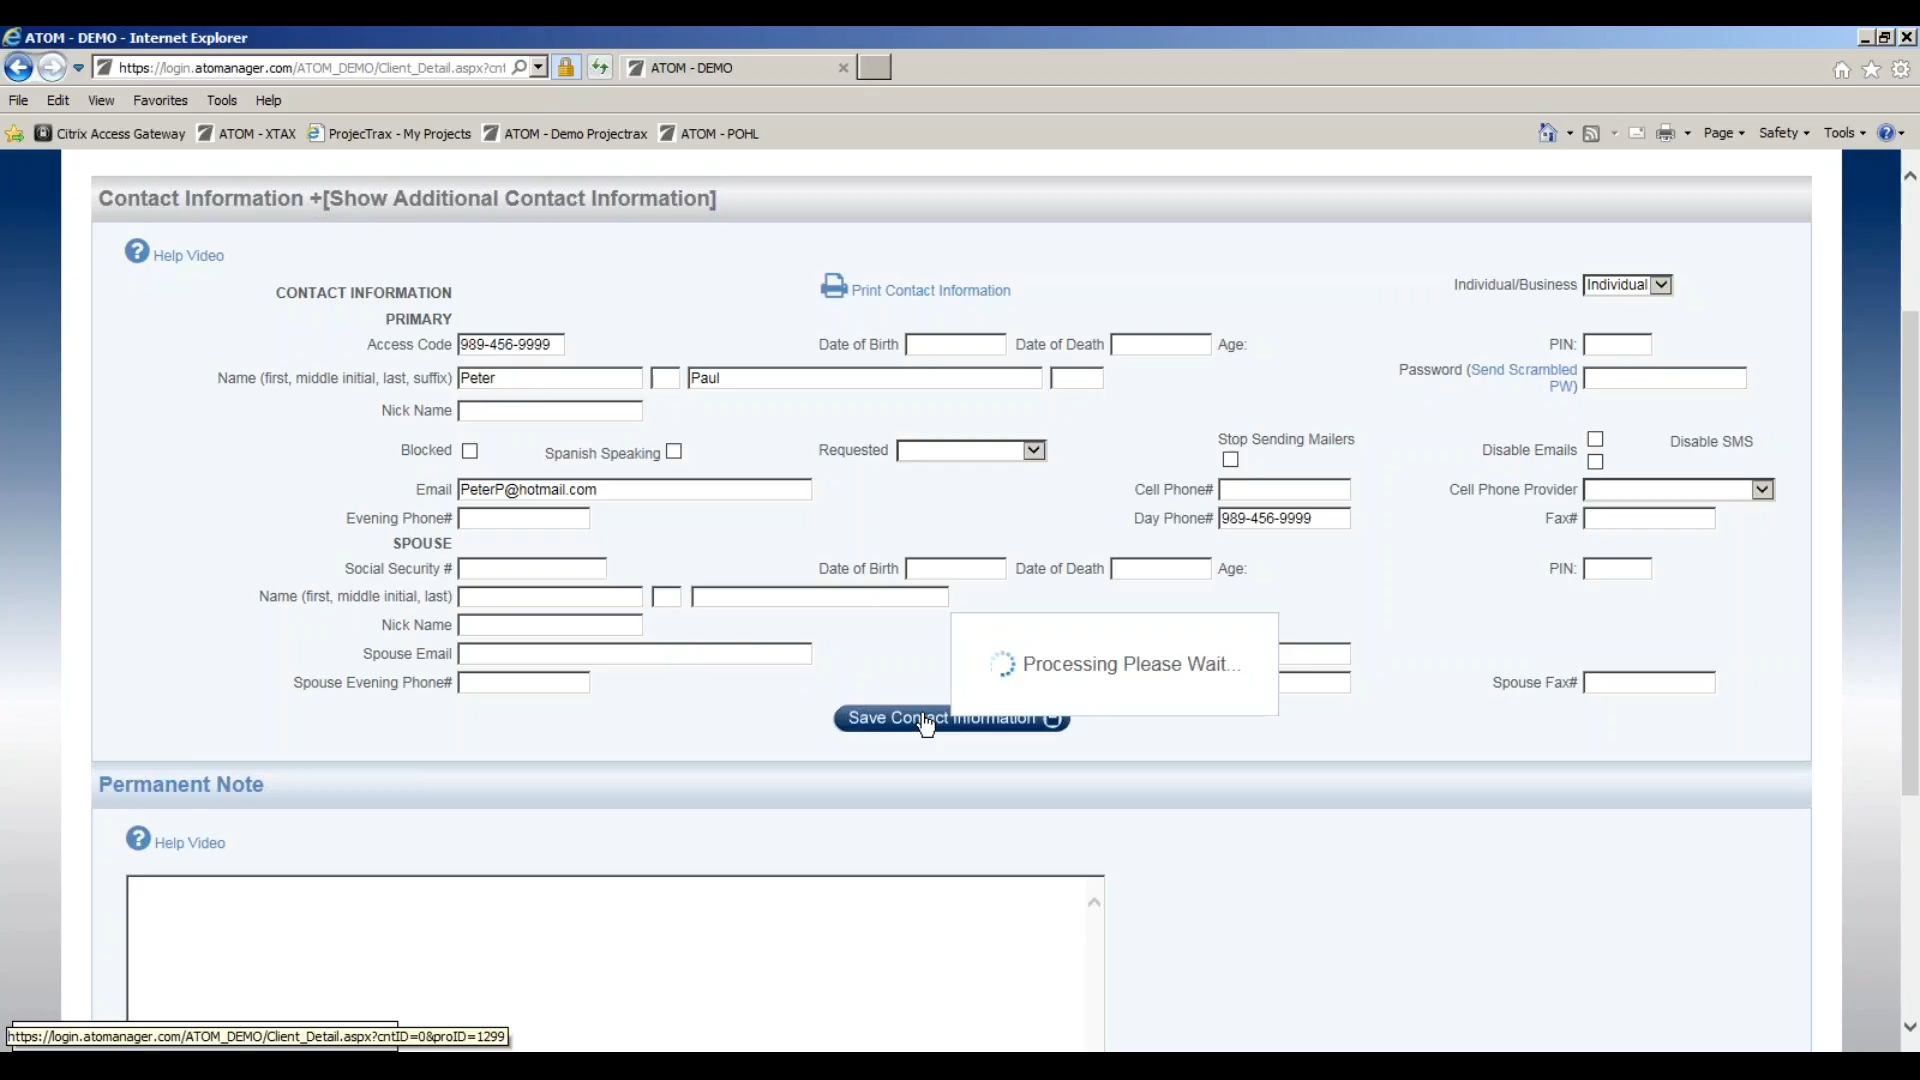 ATOM - DEMO - Internet Explorer
https://login.atomanager.com/ATOM_DEMO/Client_Detail.aspx?cnt ATOM - DEMO
File Edit View Favorites Tools Help
Citrix Access Gateway ATOM - XTAX ProjecTrax - My Projects ATOM - Demo Projectrax ATOM - POHL Page Safety Tools
Contact Information +[Show Additional Contact Information]
Help Video
CONTACT INFORMATION Print Contact Information Individual/Business Individual
PRIMARY
Access Code 989-456-9999 Date of Birth Date of Death Age: PIN:
Name (first, middle initial, last, suffix) Peter Paul Password (Send Scrambled
PW)
Nick Name
Blocked Spanish Speaking Requested Stop Sending Mailers Disable Emails Disable SMS
Email PeterP@hotmail.com Cell Phone# Cell Phone Provider
Evening Phone# Day Phone# 989-456-9999 Fax#
SPOUSE
Social Security # Date of Birth Date of Death Age: PIN:
Name (first, middle initial, last)
Nick Name
Spouse Email
Processing Please Wait...
Spouse Evening Phone# Spouse Fax#
Save Contact Information
Permanent Note
Help Video
https://login.atomanager.com/ATOM_DEMO/Client_Detail.aspx?cntID=0&proID=1299